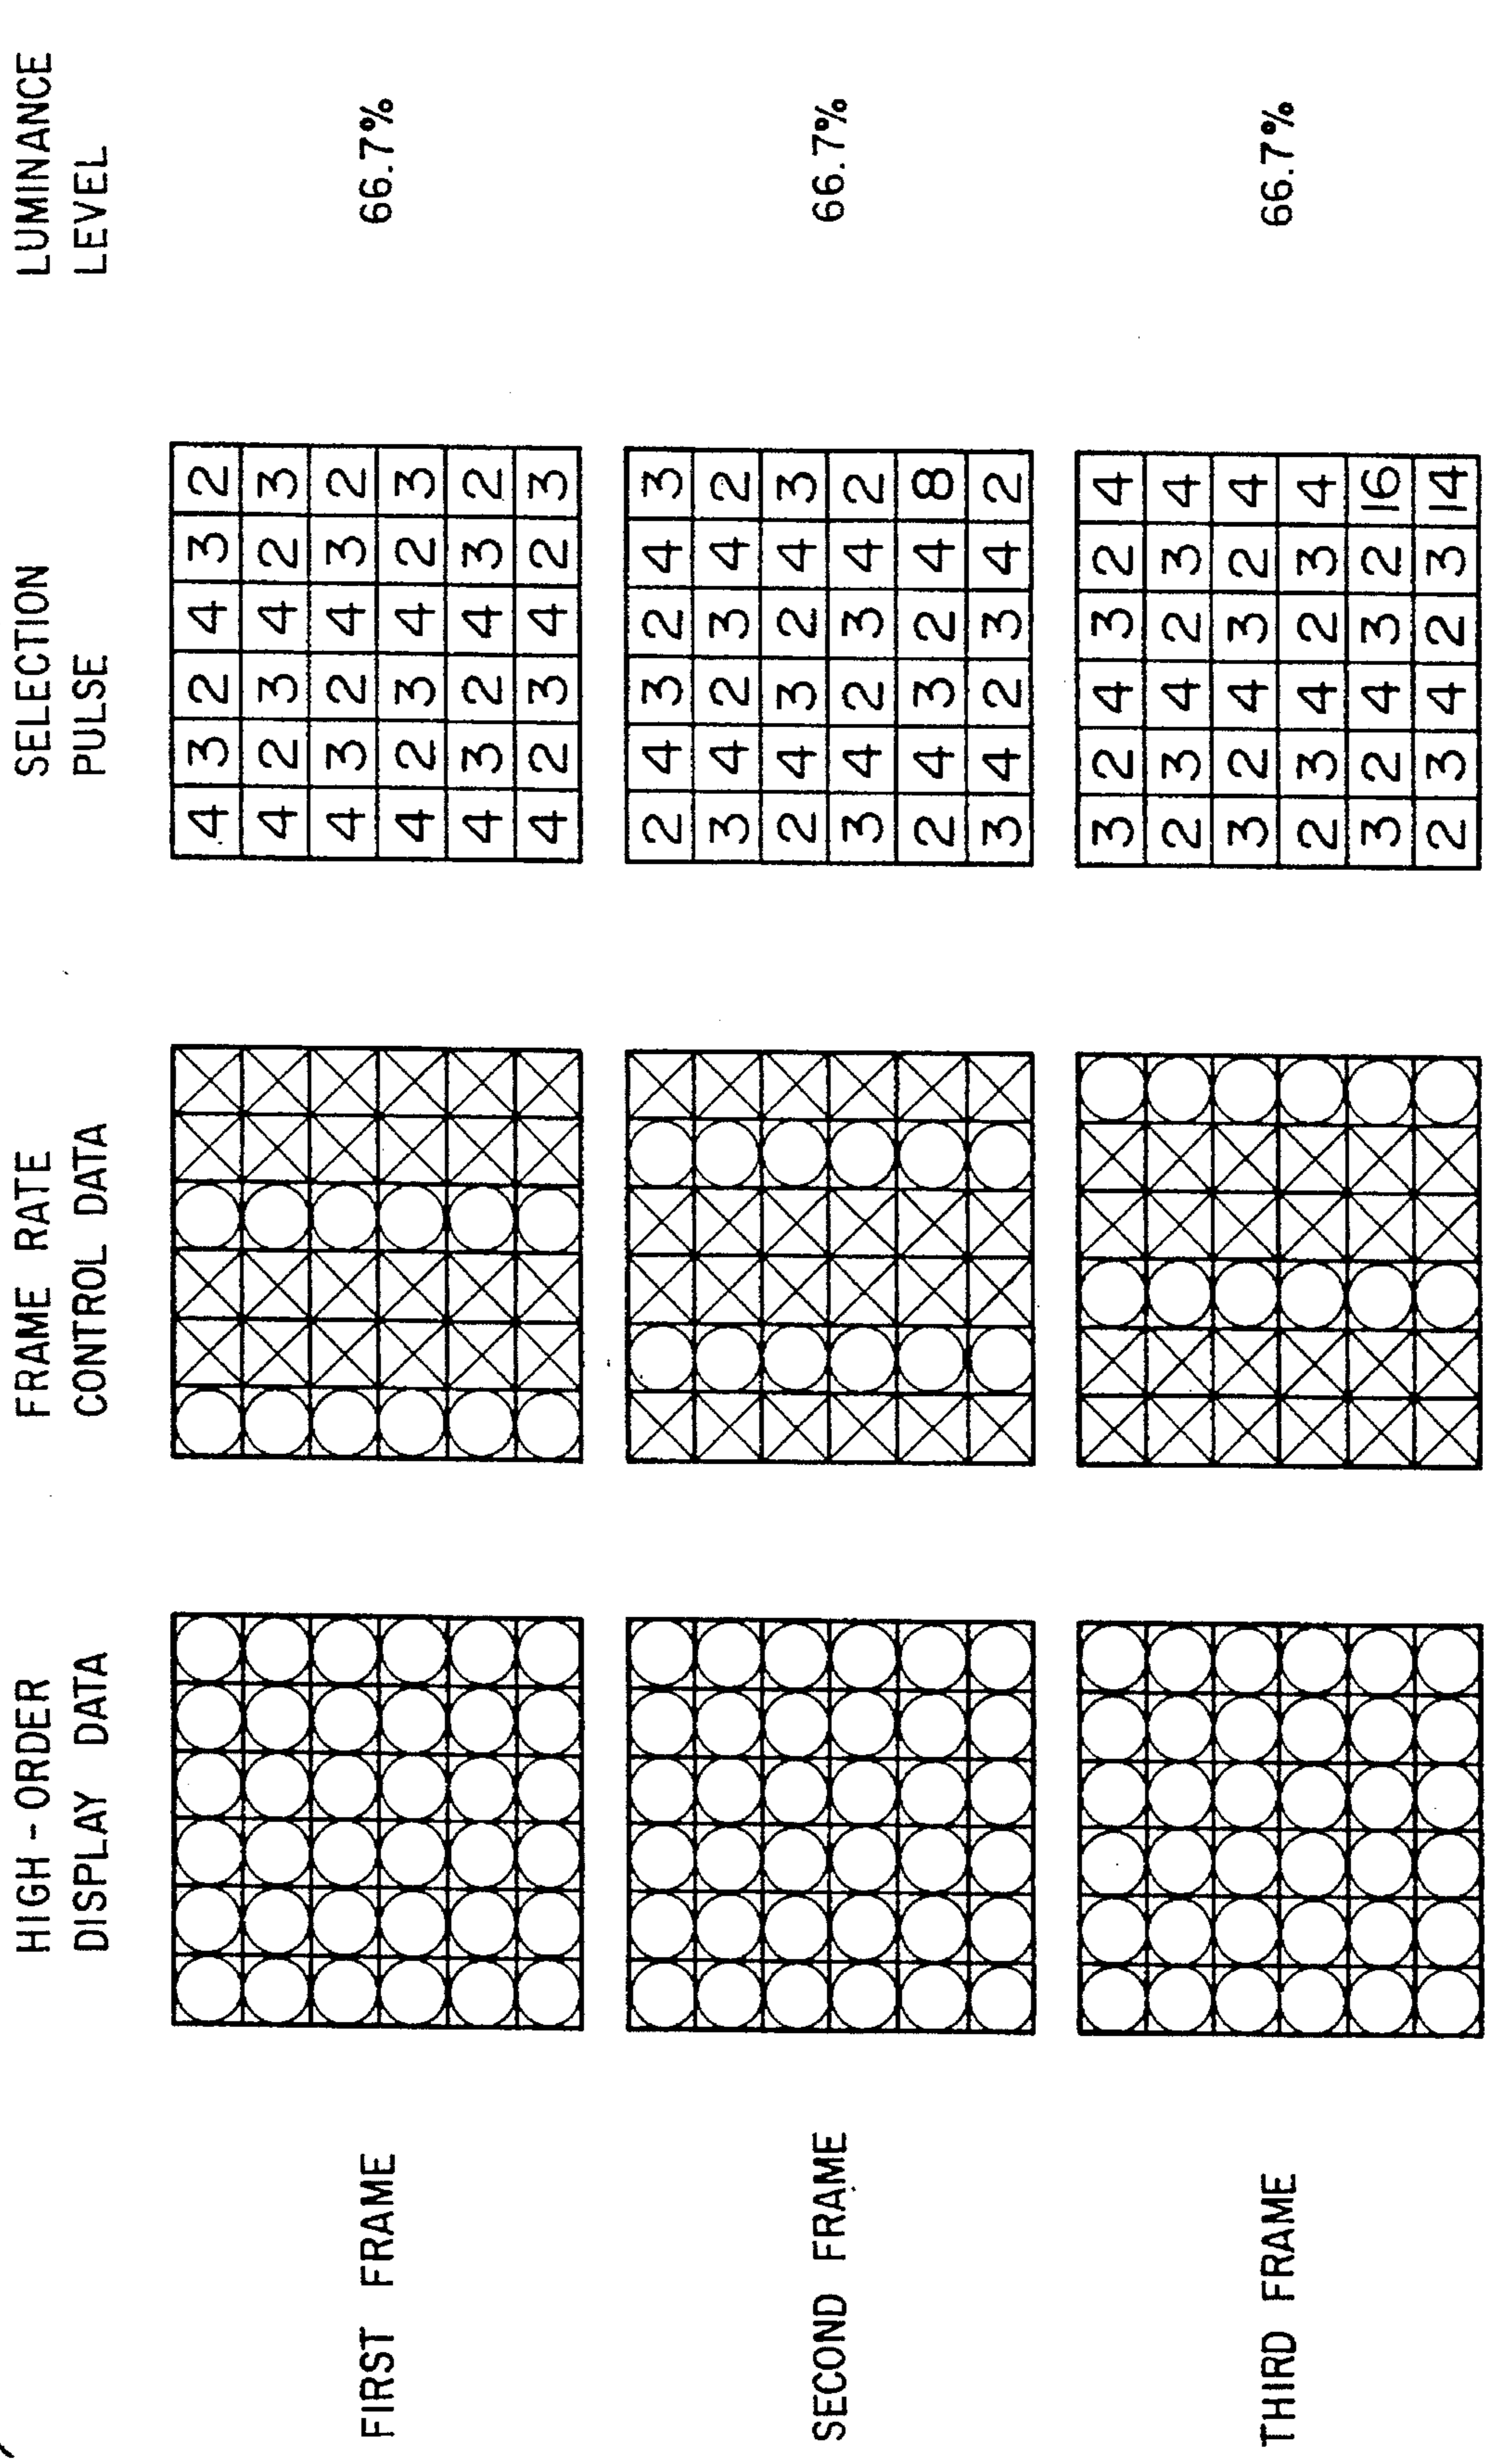 HIGH-ORDER
DISPLAY DATA
FRAME RATE
CONTROL DATA
SELECTION
PULSE
LUMINANCE
LEVEL
FIRST FRAME
4 3 2 4 3 2
4 2 3 4 2 3
4 3 2 4 3 2
4 2 3 4 2 3
4 3 2 4 3 2
4 2 3 4 2 3
66.7%
SECOND FRAME
2 4 3 2 4 3
3 4 2 3 4 2
2 4 3 2 4 3
3 4 2 3 4 2
2 4 3 2 4 8
3 4 2 3 4 2
66.7%
THIRD FRAME
3 2 4 3 2 4
2 3 4 2 3 4
3 2 4 3 2 4
2 3 4 2 3 4
3 2 4 3 2 16
2 3 4 2 3 14
66.7%